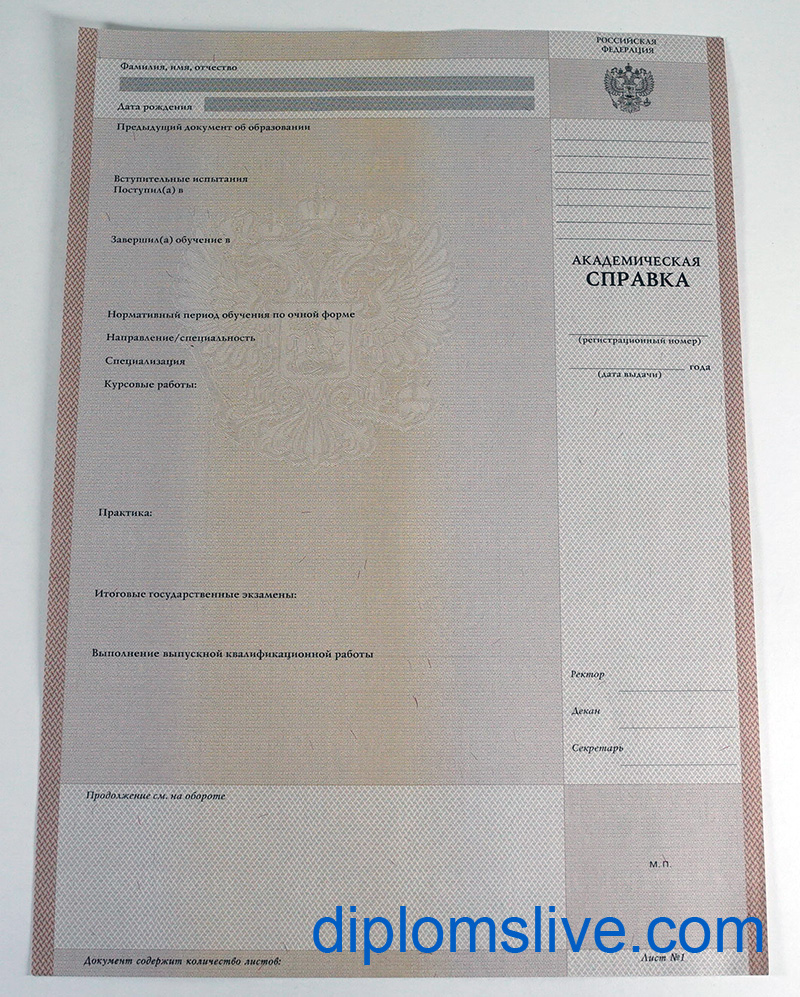 РОССИЙСКАЯ
ФЕДЕРАЦИЯ
Фамилия, имя, отчество
Дата рождения
Предыдущий документ об образовании
Вступительные испытания
Поступил(а) в
Завершил(а) обучение в
АКАДЕМИЧЕСКАЯ
СПРАВКА
Нормативный период обучения по очной форме
(регистрационный номер)
Направление/специальность
Специализация
года
(дата выдачи)
Курсовые работы:
Практика:
Итоговые государственные экзамены:
Выполнение выпускной квалификационной работы
Ректор
Декан
Секретарь
Продолжение см. на обороте
М.П.
diplomslive.com
Документ содержит количество листов:
Лист №1